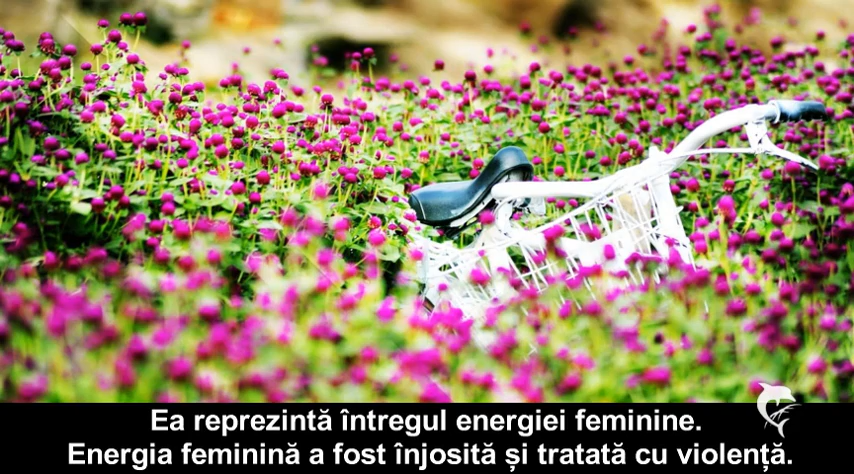 Ea reprezintă întregul energiei feminine.
Energia feminină a fost înjosită și tratată cu violență.